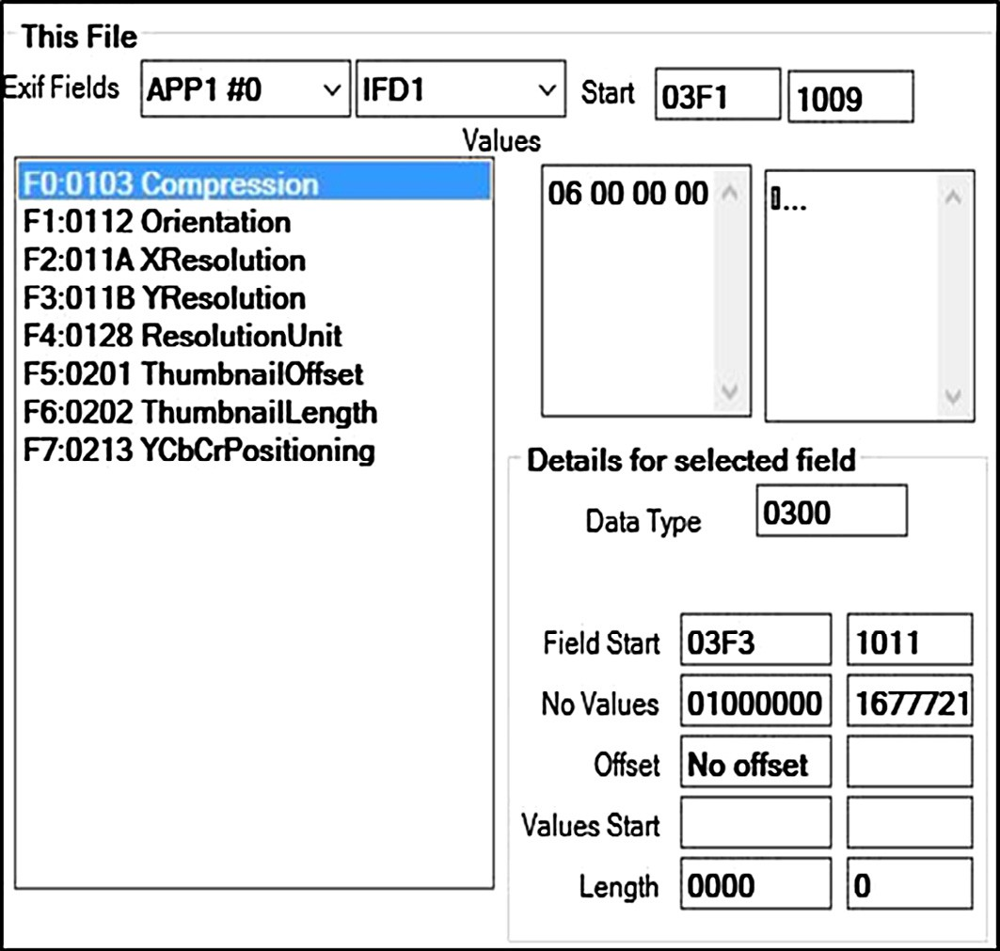 This File
Exif Fields APP1 #0 IFD1 Start 03F1 1009
Values
F0:0103 Compression
F1:0112 Orientation
F2:011A XResolution
F3:011B YResolution
F4:0128 ResolutionUnit
F5:0201 ThumbnailOffset
F6:0202 ThumbnailLength
F7:0213 YCbCrPositioning
06 00 00 00
▯...
Details for selected field
Data Type 0300
Field Start 03F3 1011
No Values 01000000 1677721
Offset No offset
Values Start
Length 0000 0